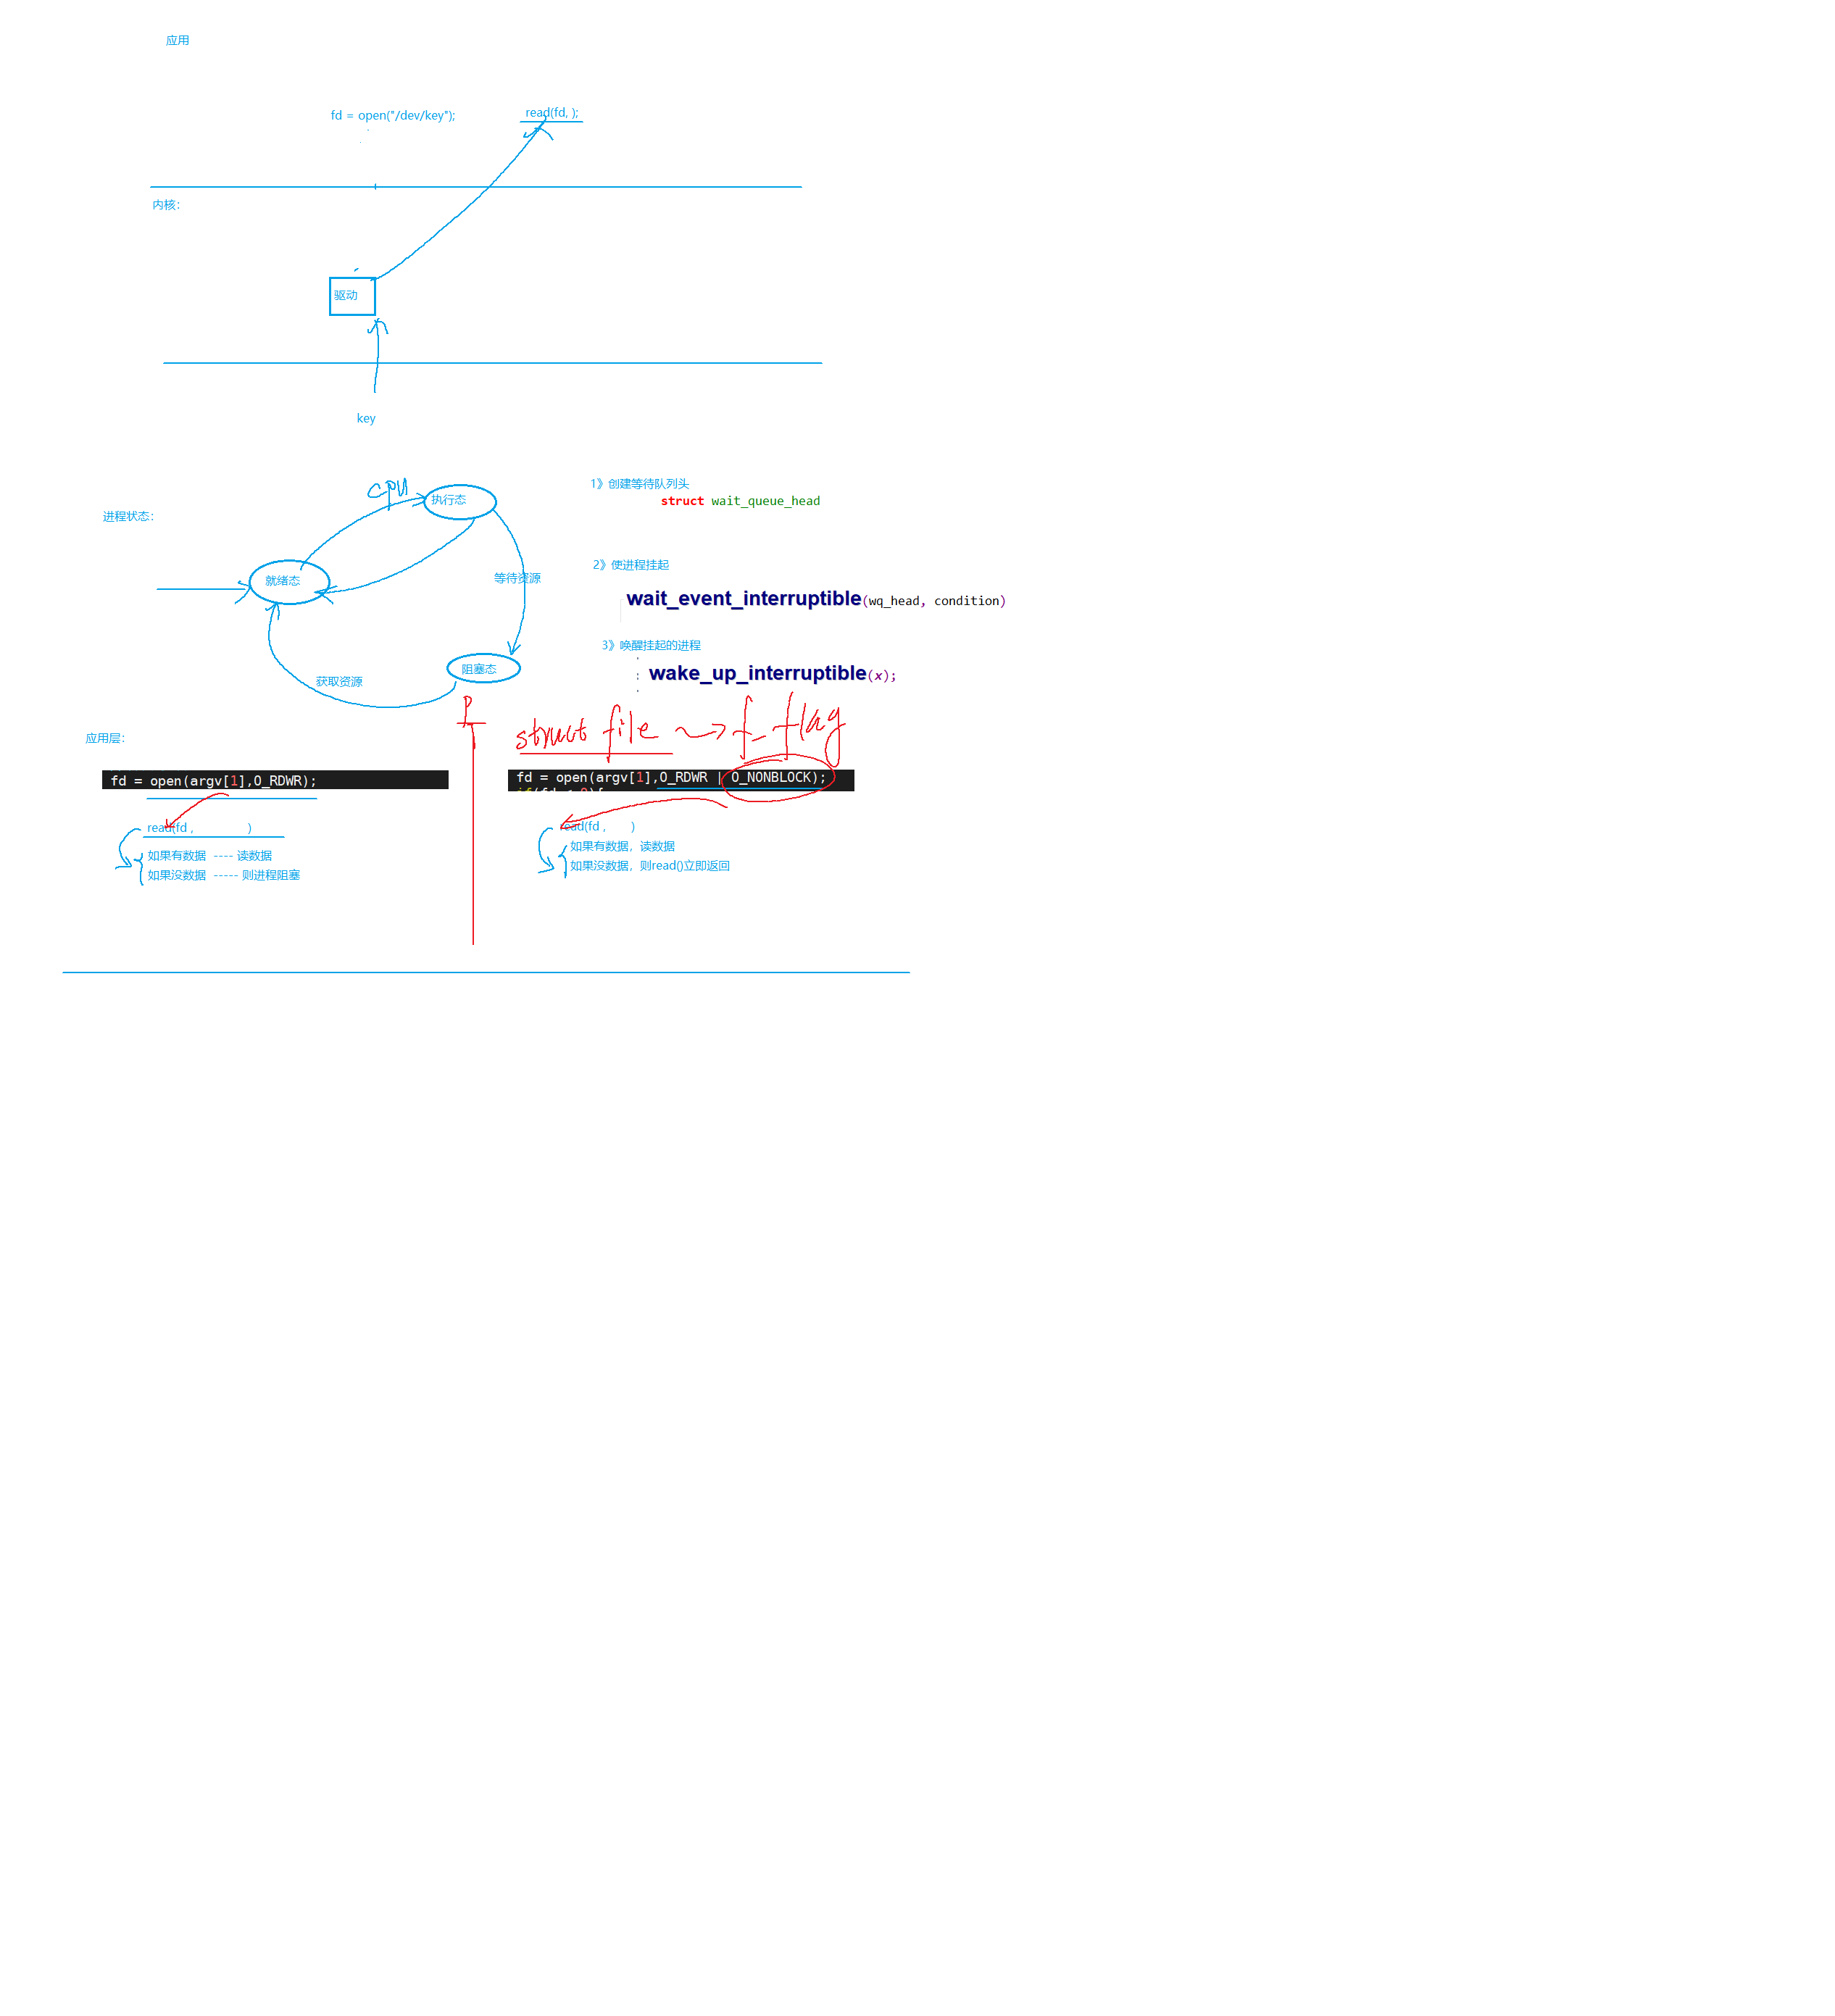 应用
fd = open("/dev/key");
read(fd, );
内核：
驱动
key
进程状态：
cpu
执行态
就绪态
等待资源
阻塞态
获取资源
1》创建等待队列头
struct wait_queue_head
2》使进程挂起
wait_event_interruptible(wq_head, condition)
3》唤醒挂起的进程
wake_up_interruptible(x);
struct file f_flag
应用层：
fd = open(argv[1],O_RDWR);
read(fd , )
如果有数据 ---- 读数据
如果没数据 ----- 则进程阻塞
fd = open(argv[1],O_RDWR | O_NONBLOCK);
read(fd , )
如果有数据，读数据
如果没数据，则read()立即返回